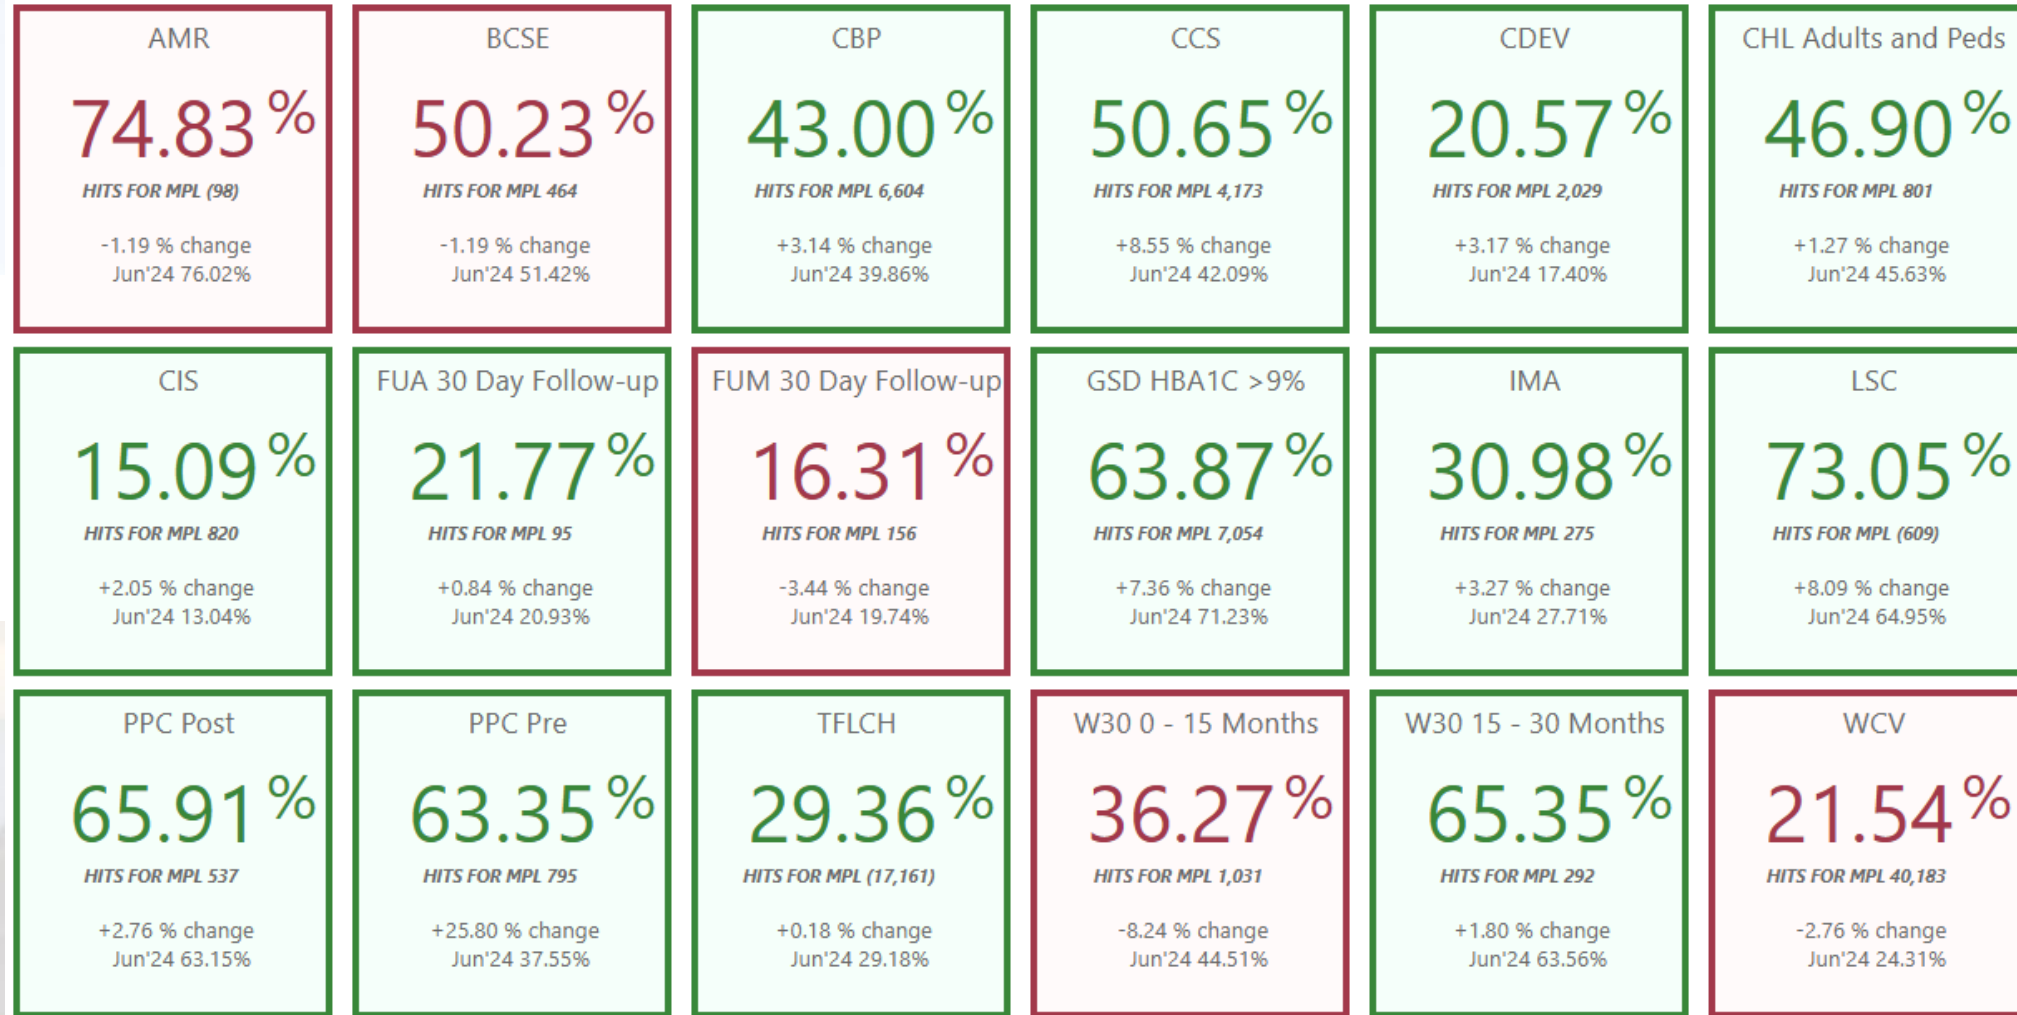 AMR
74.83%
HITS FOR MPL (98)
-1.19 % change
Jun'24 76.02%
BCSE
50.23%
HITS FOR MPL 464
-1.19 % change
Jun'24 51.42%
CBP
43.00%
HITS FOR MPL 6,604
+3.14 % change
Jun'24 39.86%
CCS
50.65%
HITS FOR MPL 4,173
+8.55 % change
Jun'24 42.09%
CDEV
20.57%
HITS FOR MPL 2,029
+3.17 % change
Jun'24 17.40%
CHL Adults and Peds
46.90%
HITS FOR MPL 801
+1.27 % change
Jun'24 45.63%
CIS
15.09%
HITS FOR MPL 820
+2.05 % change
Jun'24 13.04%
FUA 30 Day Follow-up
21.77%
HITS FOR MPL 95
+0.84 % change
Jun'24 20.93%
FUM 30 Day Follow-up
16.31%
HITS FOR MPL 156
-3.44 % change
Jun'24 19.74%
GSD HBA1C >9%
63.87%
HITS FOR MPL 7,054
+7.36 % change
Jun'24 71.23%
IMA
30.98%
HITS FOR MPL 275
+3.27 % change
Jun'24 27.71%
LSC
73.05%
HITS FOR MPL (609)
+8.09 % change
Jun'24 64.95%
PPC Post
65.91%
HITS FOR MPL 537
+2.76 % change
Jun'24 63.15%
PPC Pre
63.35%
HITS FOR MPL 795
+25.80 % change
Jun'24 37.55%
TFLCH
29.36%
HITS FOR MPL (17,161)
+0.18 % change
Jun'24 29.18%
W30 0 - 15 Months
36.27%
HITS FOR MPL 1,031
-8.24 % change
Jun'24 44.51%
W30 15 - 30 Months
65.35%
HITS FOR MPL 292
+1.80 % change
Jun'24 63.56%
WCV
21.54%
HITS FOR MPL 40,183
-2.76 % change
Jun'24 24.31%